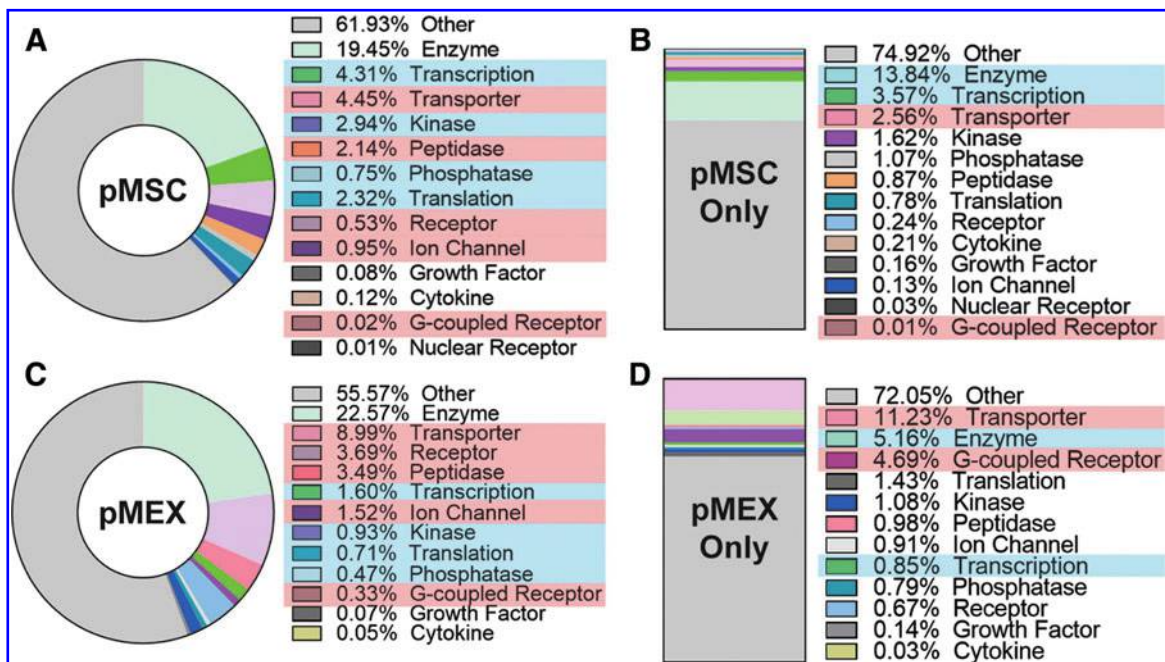 A
pMSC
61.93% Other
19.45% Enzyme
4.31% Transcription
4.45% Transporter
2.94% Kinase
2.14% Peptidase
0.75% Phosphatase
2.32% Translation
0.53% Receptor
0.95% Ion Channel
0.08% Growth Factor
0.12% Cytokine
0.02% G-coupled Receptor
0.01% Nuclear Receptor
B
pMSC
Only
74.92% Other
13.84% Enzyme
3.57% Transcription
2.56% Transporter
1.62% Kinase
1.07% Phosphatase
0.87% Peptidase
0.78% Translation
0.24% Receptor
0.21% Cytokine
0.16% Growth Factor
0.13% Ion Channel
0.03% Nuclear Receptor
0.01% G-coupled Receptor
C
pMEX
55.57% Other
22.57% Enzyme
8.99% Transporter
3.69% Receptor
3.49% Peptidase
1.60% Transcription
1.52% Ion Channel
0.93% Kinase
0.71% Translation
0.47% Phosphatase
0.33% G-coupled Receptor
0.07% Growth Factor
0.05% Cytokine
D
pMEX
Only
72.05% Other
11.23% Transporter
5.16% Enzyme
4.69% G-coupled Receptor
1.43% Translation
1.08% Kinase
0.98% Peptidase
0.91% Ion Channel
0.85% Transcription
0.79% Phosphatase
0.67% Receptor
0.14% Growth Factor
0.03% Cytokine